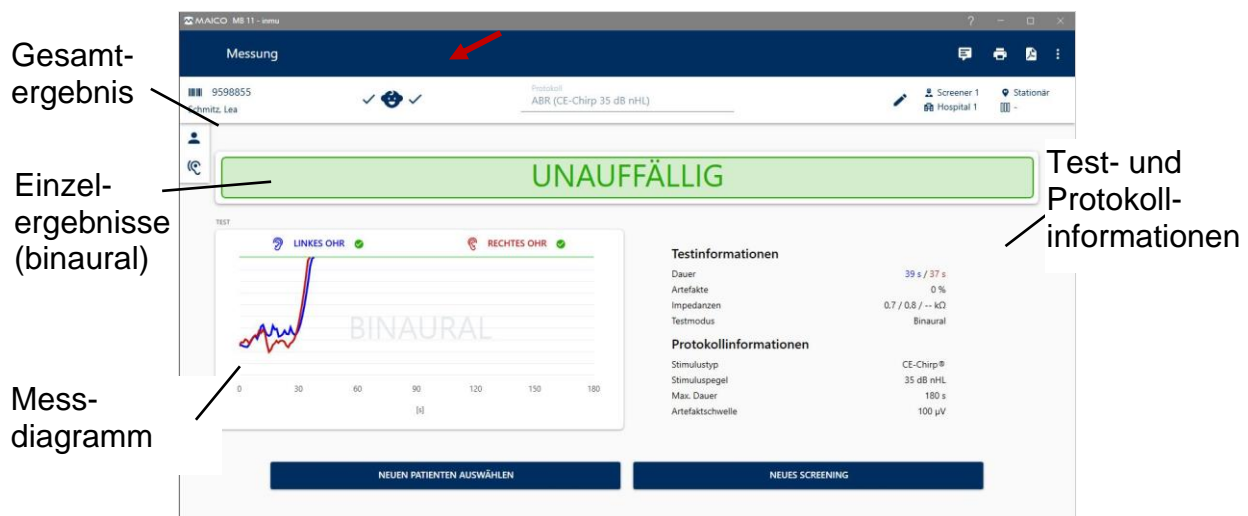 MAICO MB 11 - inmu
?
Messung
Gesamt-
ergebnis
9598855
Schmitz, Lea
Protokoll
ABR (CE-Chirp 35 dB nHL)
Screener 1
Hospital 1
Stationär
-
UNAUFFÄLLIG
Einzel-
ergebnisse
(binaural)
Test- und
Protokoll-
informationen
TEST
LINKES OHR
RECHTES OHR
BINAURAL
0 30 60 90 120 150 180
[s]
Mess-
diagramm
Testinformationen
Dauer 39 s / 37 s
Artefakte 0 %
Impedanzen 0.7 / 0.8 / -- kΩ
Testmodus Binaural
Protokollinformationen
Stimulustyp CE-Chirp®
Stimuluspegel 35 dB nHL
Max. Dauer 180 s
Artefaktschwelle 100 µV
NEUEN PATIENTEN AUSWÄHLEN
NEUES SCREENING